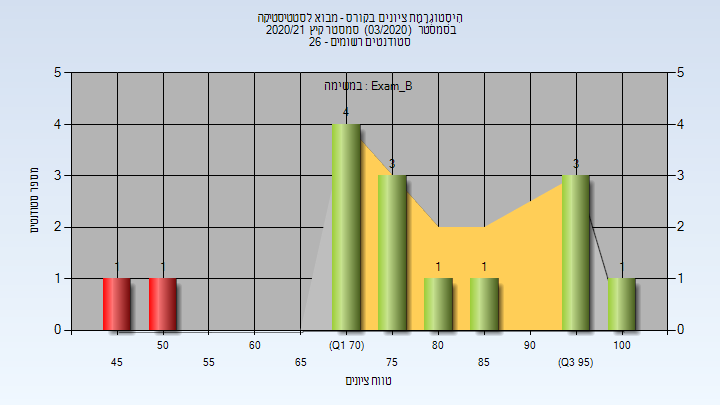 היסטוגרמת ציונים בקורס - מבוא לסטטיסטיקה
בסמסטר (03/2020) סמסטר קיץ 2020/21
26 - סטודנטים רשומים
במשימה : Exam_B
5 5
4 4
3 3
2 2
1 1
0 0
4
3
3
1
1
1
1
1
מספר סטודנטים
50 60 (Q1 70) 80 90 100
45 55 65 75 85 (Q3 95)
טווח ציונים